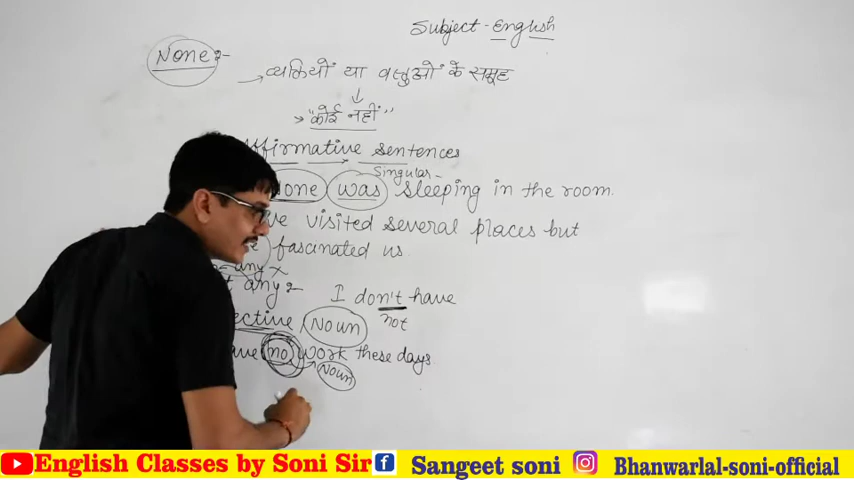 Subject - English
None :-
व्यक्तियों या वस्तुओं के समूह
"कोई नहीं"
Affirmative sentences
Singular
None was sleeping in the room.
visited several places but
fascinated us.
any ×
any :- I don't have
not
Noun
no work these days
Noun
English Classes by Soni Sir Sangeet soni Bhanwarlal-soni-official